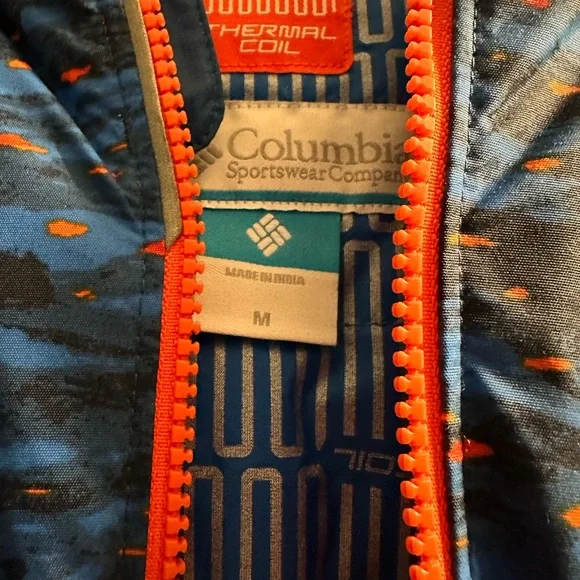 THERMAL
COIL
Columbia
Sportswear Company
MADE IN INDIA
M